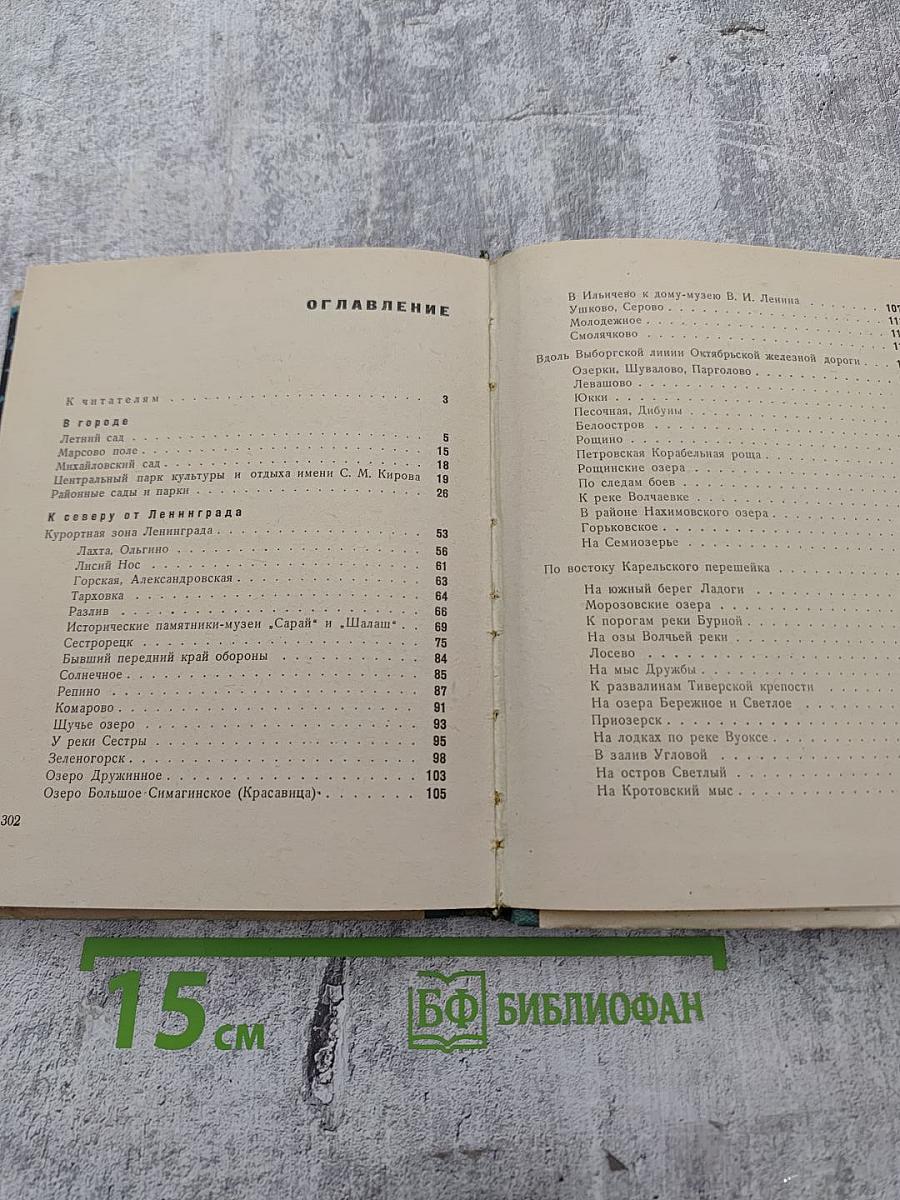 ОГЛАВЛЕНИЕ
К читателям . . . . . . . . . . . . . . . . 3
В городе
Летний сад . . . . . . . . . . . . . . . . 5
Марсово поле . . . . . . . . . . . . . . . . 15
Михайловский сад . . . . . . . . . . . . . . . . 18
Центральный парк культуры и отдыха имени С. М. Кирова 19
Районные сады и парки . . . . . . . . . . . . . . . . 26
К северу от Ленинграда
Курортная зона Ленинграда . . . . . . . . . . . . . . . . 53
Лахта, Ольгино . . . . . . . . . . . . . . . . 56
Лисий Нос . . . . . . . . . . . . . . . . 61
Горская, Александровская . . . . . . . . . . . . . . . . 63
Тарховка . . . . . . . . . . . . . . . . 64
Разлив . . . . . . . . . . . . . . . . 66
Исторические памятники-музеи „Сарай“ и „Шалаш“ . . 69
Сестрорецк . . . . . . . . . . . . . . . . 75
Бывший передний край обороны . . . . . . . . . . 84
Солнечное . . . . . . . . . . . . . . . . 85
Репино . . . . . . . . . . . . . . . . 87
Комарово . . . . . . . . . . . . . . . . 91
Щучье озеро . . . . . . . . . . . . . . . . 93
У реки Сестры . . . . . . . . . . . . . . . . 95
Зеленогорск . . . . . . . . . . . . . . . . 98
Озеро Дружинное . . . . . . . . . . . . . . . . 103
Озеро Большое Симагинское (Красавица) . . . . . . . 105
302
В Ильичево к дому-музею В. И. Ленина . . . . . . 107
Ушково, Серово . . . . . . . . . . . . . . . .
Молодежное . . . . . . . . . . . . . . . .
Смолячково . . . . . . . . . . . . . . . .
Вдоль Выборгской линии Октябрьской железной дороги .
Озерки, Шувалово, Парголово . . . . . . . . . .
Левашово . . . . . . . . . . . . . . . .
Юкки . . . . . . . . . . . . . . . .
Песочная, Дибуны . . . . . . . . . . . . . .
Белоостров . . . . . . . . . . . . . . . .
Рощино . . . . . . . . . . . . . . . .
Петровская Корабельная роща . . . . . . . . . .
Рощинские озера . . . . . . . . . . . . . .
По следам боев . . . . . . . . . . . . . .
К реке Волчаевке . . . . . . . . . . . . . .
В районе Нахимовского озера . . . . . . . . . .
Горьковское . . . . . . . . . . . . . . . .
На Семиозерье . . . . . . . . . . . . . .
По востоку Карельского перешейка . . . . . . . .
На южный берег Ладоги . . . . . . . . . .
Морозовские озера . . . . . . . . . . . .
К порогам реки Бурной . . . . . . . . . .
На озы Волчьей реки . . . . . . . . . . .
Лосево . . . . . . . . . . . . . . . .
На мыс Дружбы . . . . . . . . . . . . .
К развалинам Тиверской крепости . . . . .
На озера Бережное и Светлое . . . . . . .
Приозерск . . . . . . . . . . . . . . .
На лодках по реке Вуоксе . . . . . . . . .
В залив Угловой . . . . . . . . . . . .
На остров Светлый . . . . . . . . . . .
На Кротовский мыс . . . . . . . . . . .
15 см
БФ БИБЛИОФАН